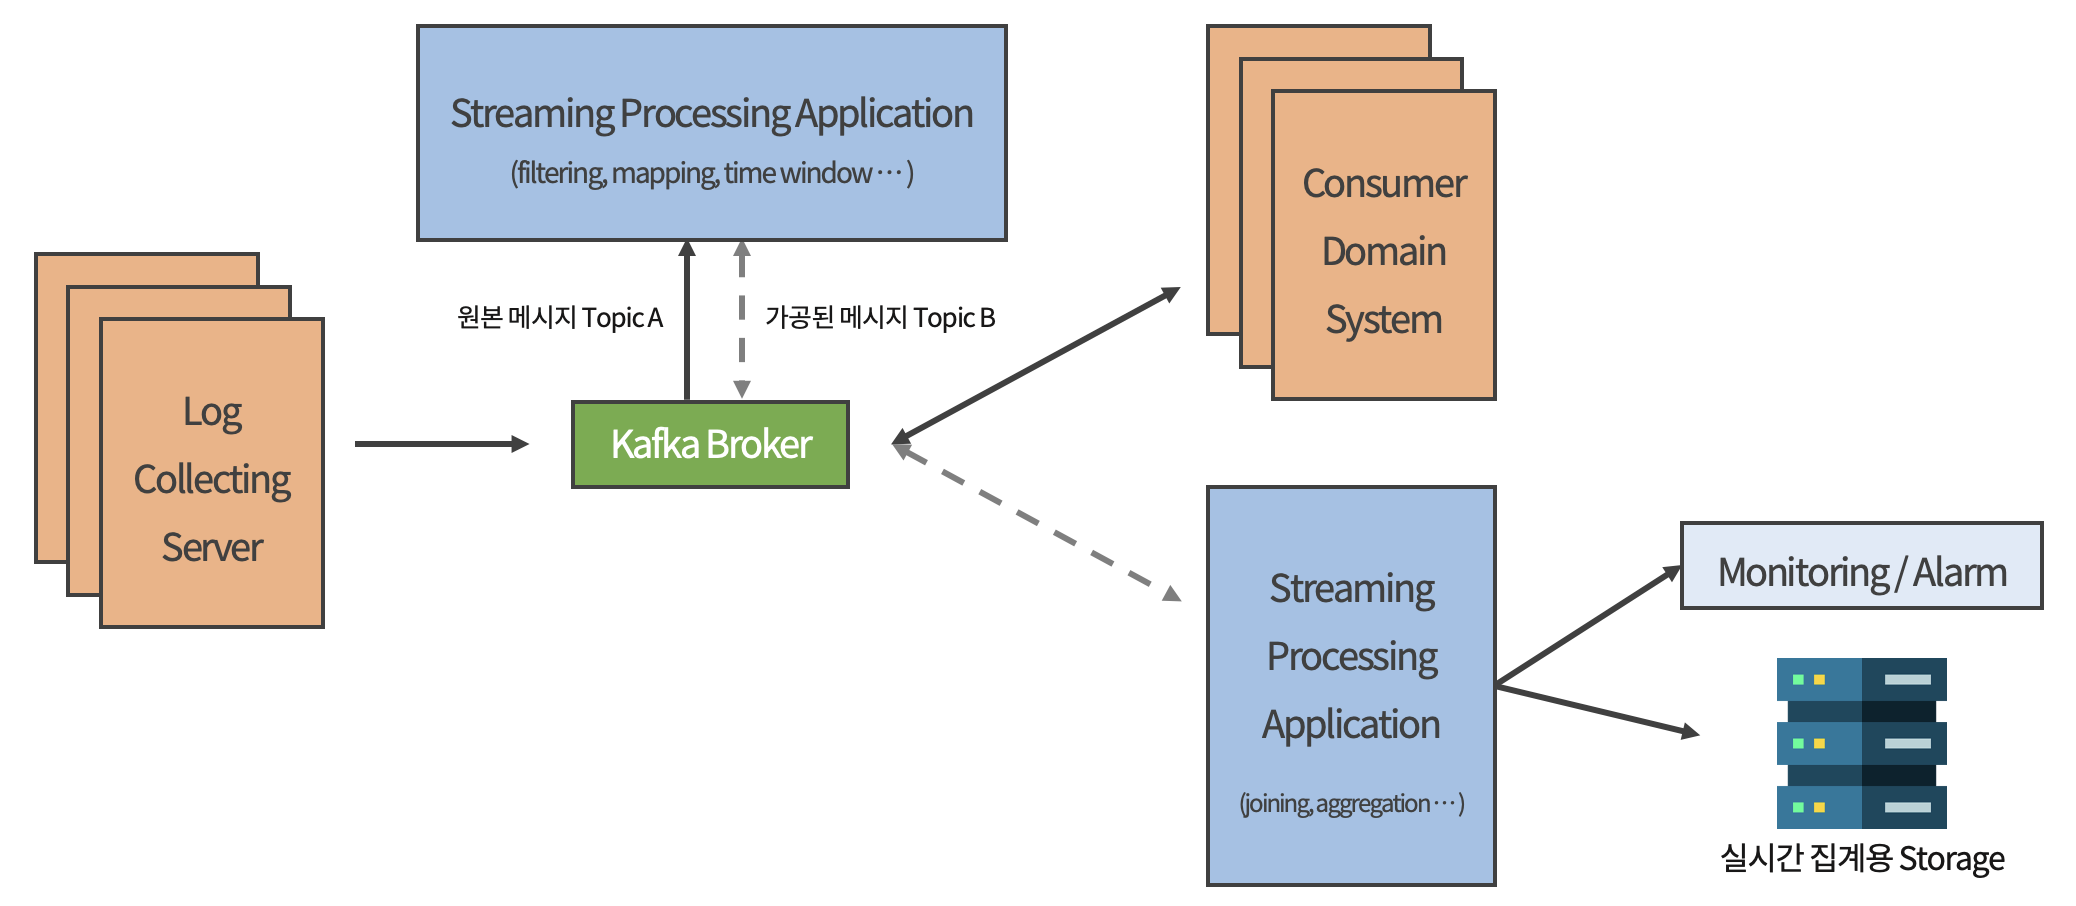 Streaming Processing Application
(filtering, mapping, time window ⋯ )
원본 메시지 Topic A
가공된 메시지 Topic B
Log
Collecting
Server
Kafka Broker
Consumer
Domain
System
Streaming
Processing
Application
(joining, aggregation ⋯ )
Monitoring / Alarm
실시간 집계용 Storage